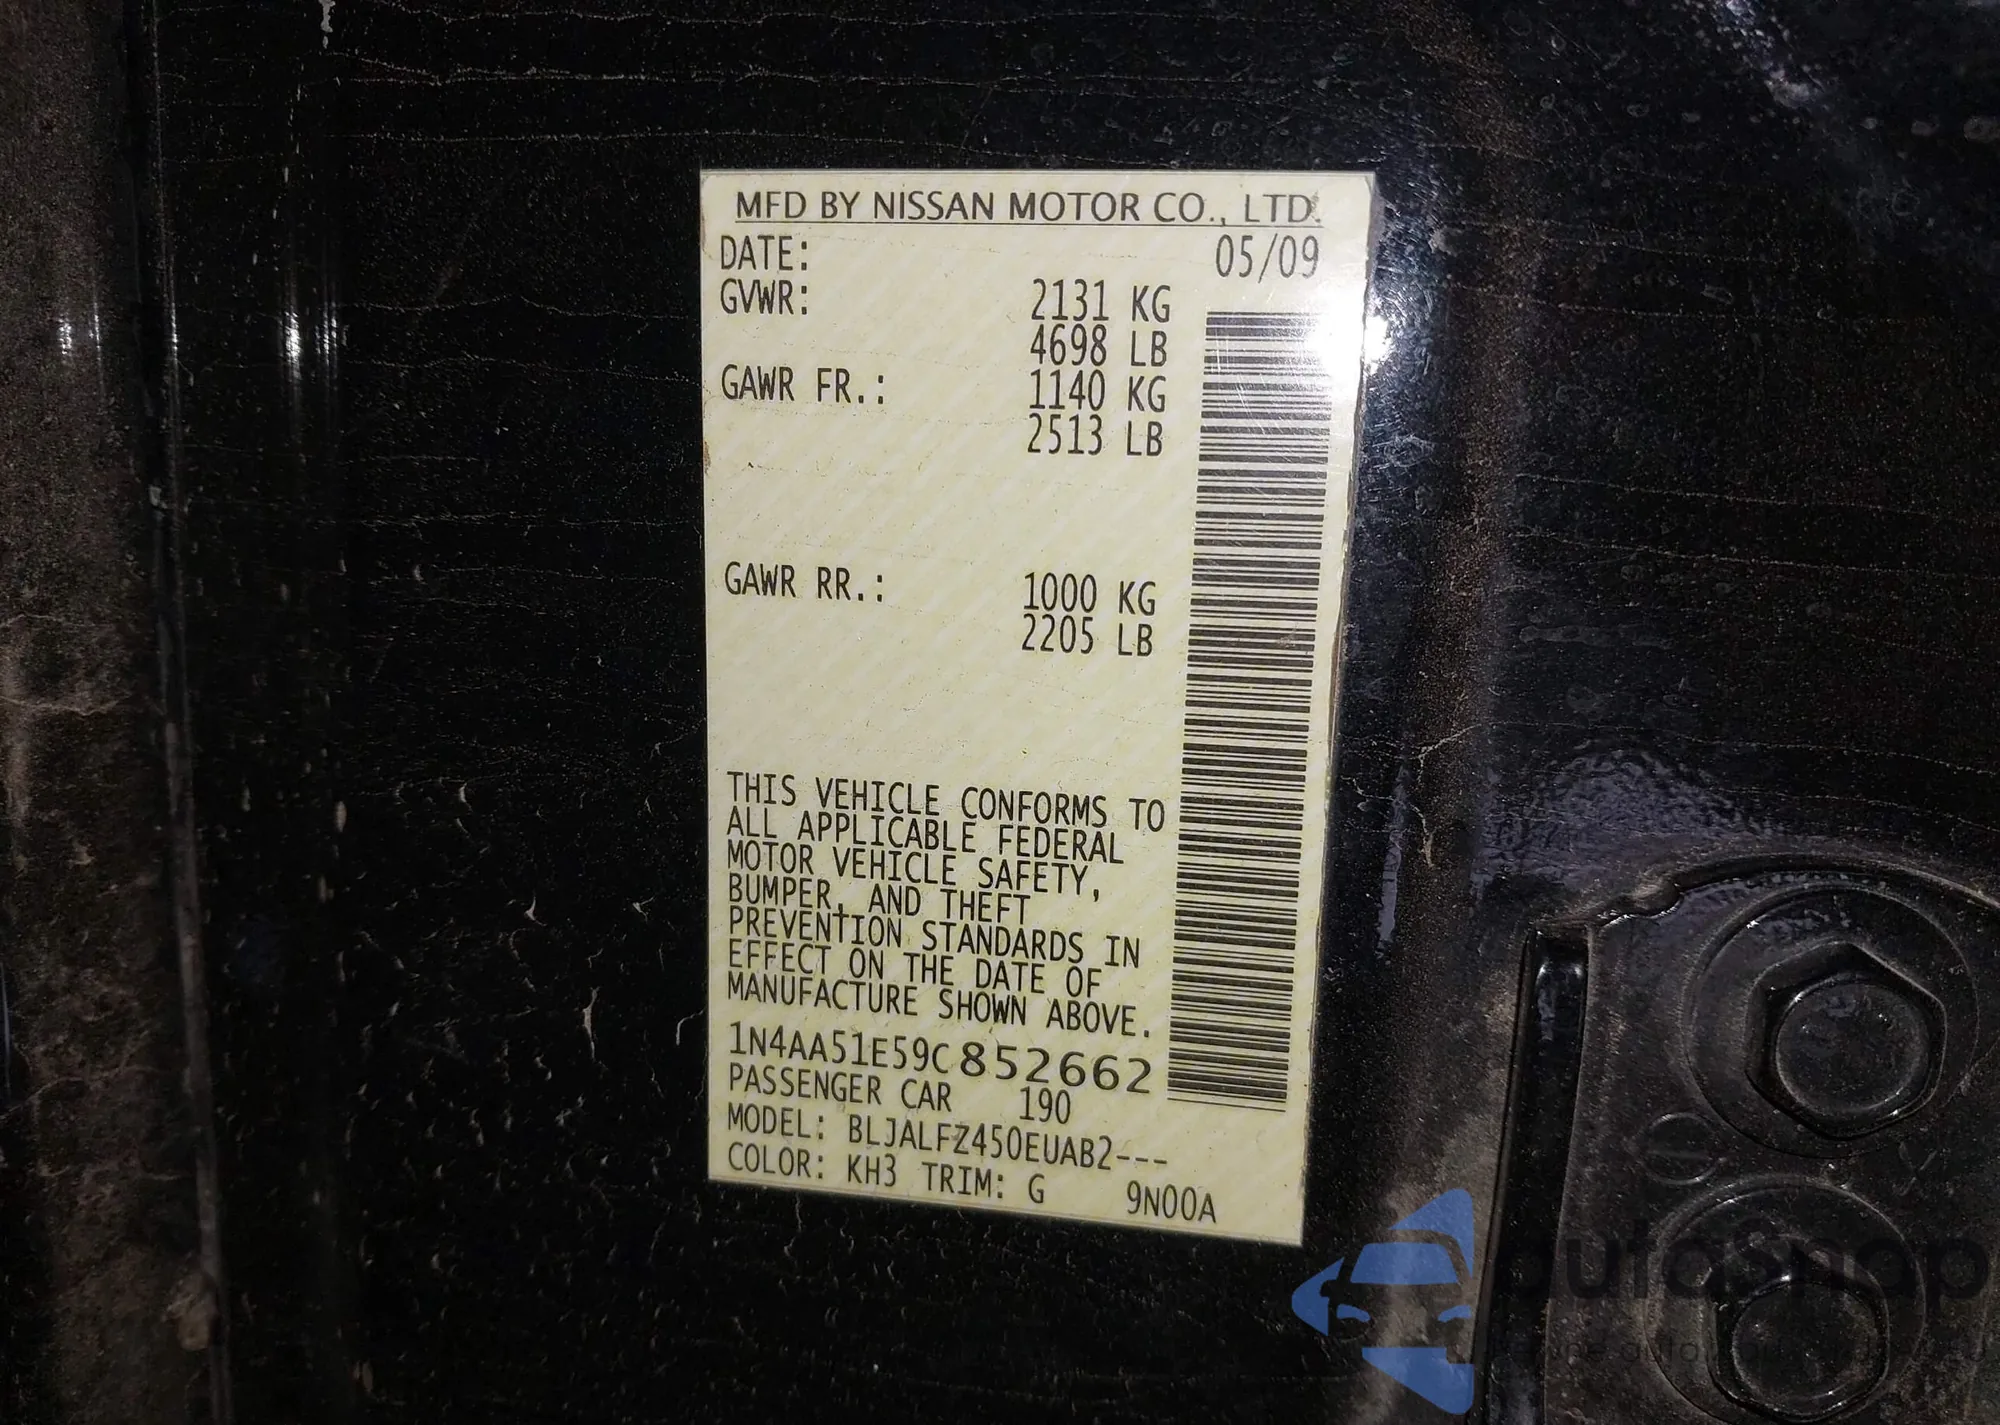 MFD BY NISSAN MOTOR CO., LTD.
DATE: 05/09
GVWR: 2131 KG
4698 LB
GAWR FR.: 1140 KG
2513 LB
GAWR RR.: 1000 KG
2205 LB
THIS VEHICLE CONFORMS TO
ALL APPLICABLE FEDERAL
MOTOR VEHICLE SAFETY,
BUMPER, AND THEFT
PREVENTION STANDARDS IN
EFFECT ON THE DATE OF
MANUFACTURE SHOWN ABOVE.
1N4AA51E59C852662
PASSENGER CAR 190
MODEL: BLJALFZ450EUAB2---
COLOR: KH3 TRIM: G 9N00A
autoSnap